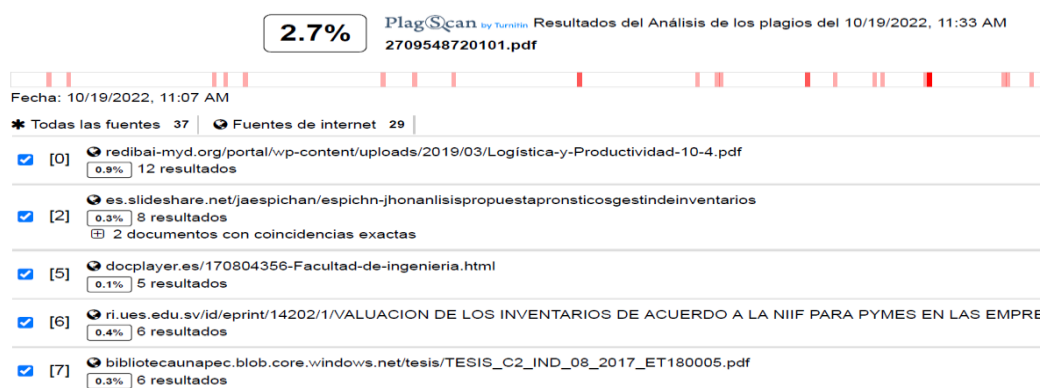 2.7%
PlagScan by Turnitin Resultados del Análisis de los plagios del 10/19/2022, 11:33 AM
2709548720101.pdf
Fecha: 10/19/2022, 11:07 AM
Todas las fuentes 37 Fuentes de internet 29
[0] redibai-myd.org/portal/wp-content/uploads/2019/03/Logística-y-Productividad-10-4.pdf
0.9% 12 resultados
[2] es.slideshare.net/jaespichan/espichn-jhonanlisispropuestapronsticosgestindeinventarios
0.3% 8 resultados
2 documentos con coincidencias exactas
[5] docplayer.es/170804356-Facultad-de-ingenieria.html
0.1% 5 resultados
[6] ri.ues.edu.sv/id/eprint/14202/1/VALUACION DE LOS INVENTARIOS DE ACUERDO A LA NIIF PARA PYMES EN LAS EMPRE
0.4% 6 resultados
[7] bibliotecaunapec.blob.core.windows.net/tesis/TESIS_C2_IND_08_2017_ET180005.pdf
0.3% 6 resultados